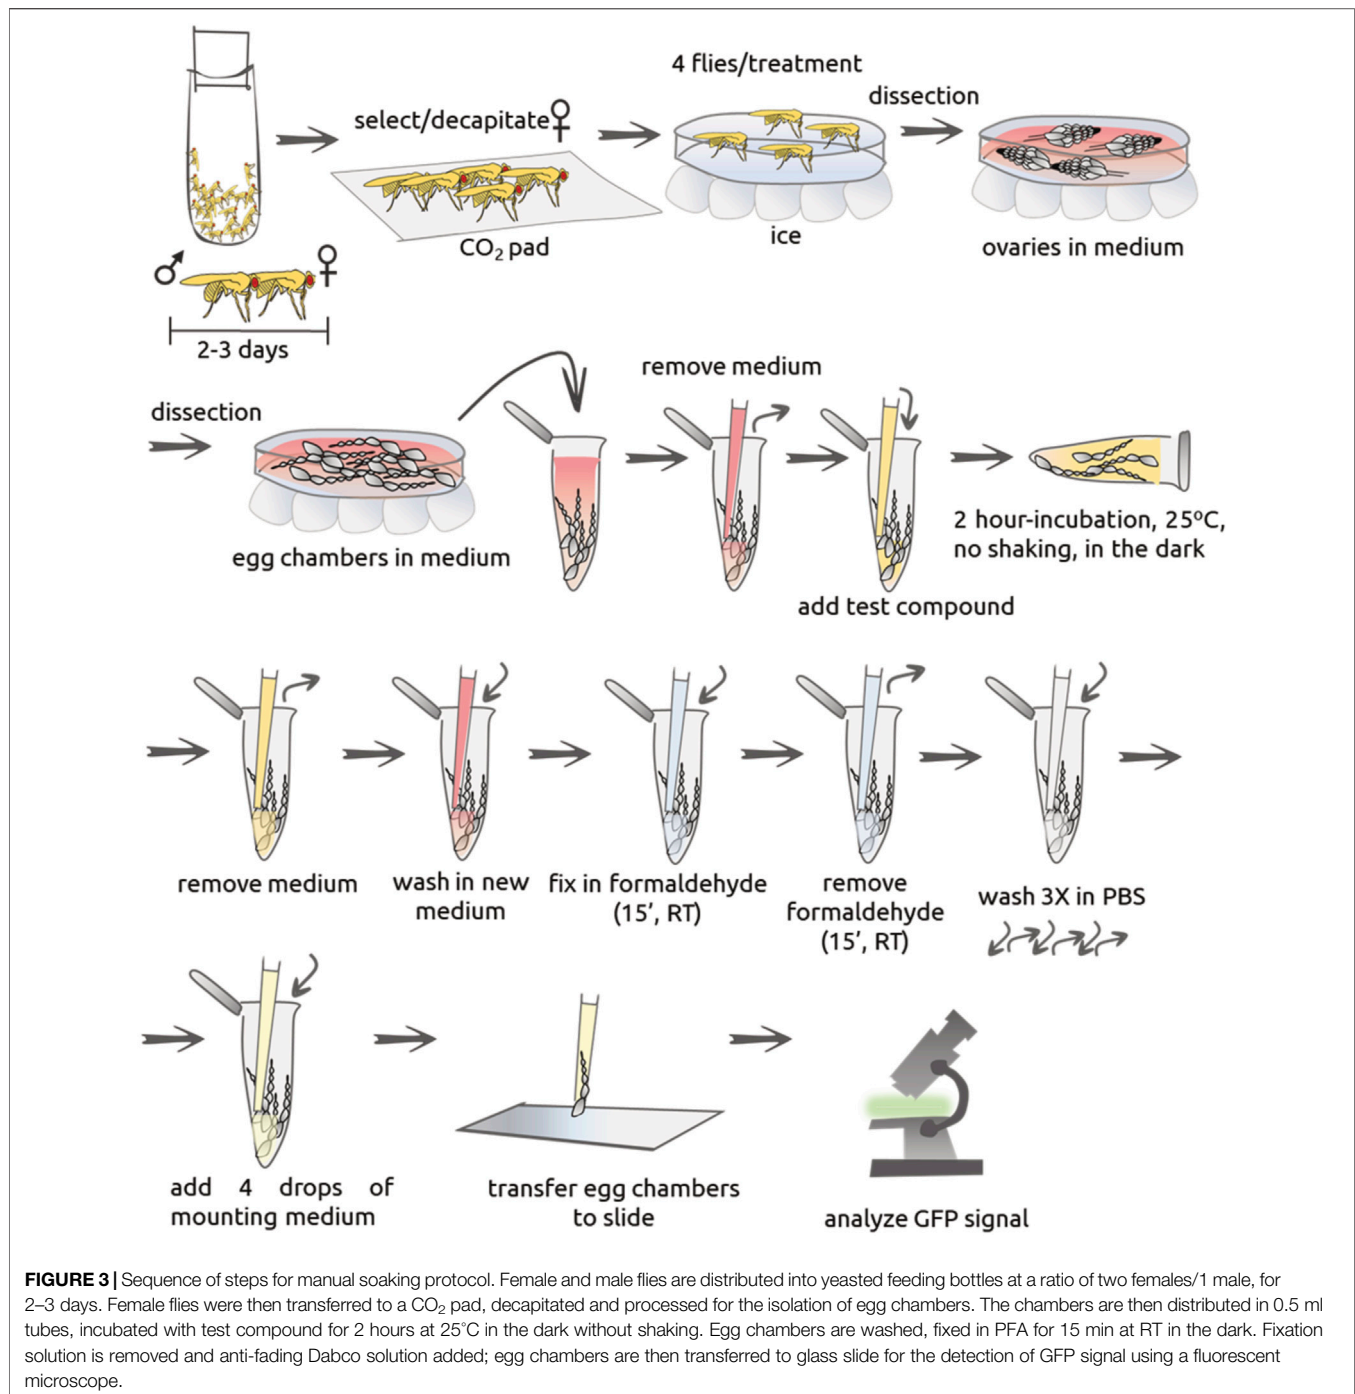 4 flies/treatment
select/decapitate♀
dissection
CO₂ pad
ice
ovaries in medium
♂ ♀
2-3 days
dissection
remove medium
egg chambers in medium
add test compound
2 hour-incubation, 25ºC,
no shaking, in the dark
remove medium
wash in new
medium
fix in formaldehyde
(15’, RT)
remove
formaldehyde
(15’, RT)
wash 3X in PBS
add 4 drops of
mounting medium
transfer egg chambers
to slide
analyze GFP signal
FIGURE 3 | Sequence of steps for manual soaking protocol. Female and male flies are distributed into yeasted feeding bottles at a ratio of two females/1 male, for
2–3 days. Female flies were then transferred to a CO₂ pad, decapitated and processed for the isolation of egg chambers. The chambers are then distributed in 0.5 ml
tubes, incubated with test compound for 2 hours at 25°C in the dark without shaking. Egg chambers are washed, fixed in PFA for 15 min at RT in the dark. Fixation
solution is removed and anti-fading Dabco solution added; egg chambers are then transferred to glass slide for the detection of GFP signal using a fluorescent
microscope.